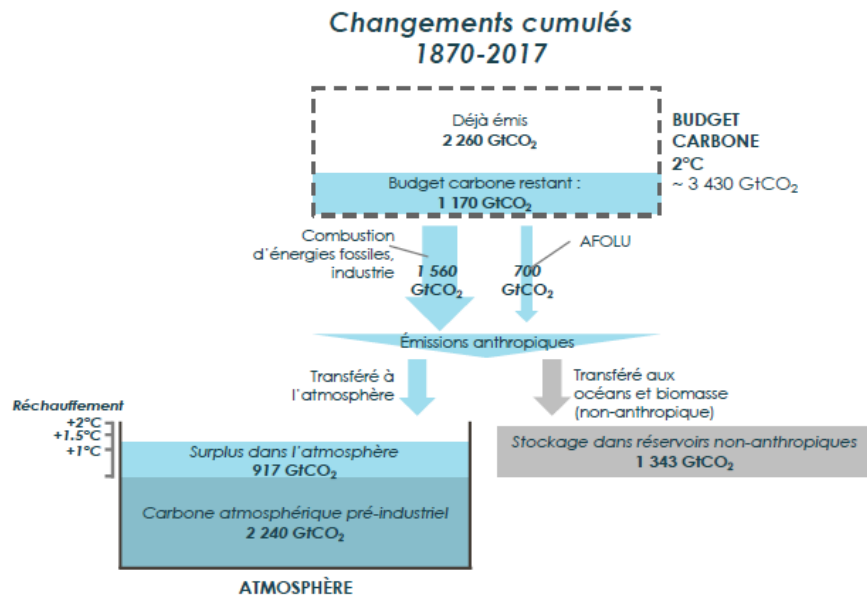 Changements cumulés
1870-2017
Déjà émis
2 260 GtCO₂
BUDGET
CARBONE
2°C
~ 3 430 GtCO₂
Budget carbone restant :
1 170 GtCO₂
Combustion
d'énergies fossiles,
industrie
1 560
GtCO₂
700
GtCO₂
AFOLU
Émissions anthropiques
Transféré à
l'atmosphère
Transféré aux
océans et biomasse
(non-anthropique)
Réchauffement
+2°C
+1.5°C
+1°C
Surplus dans l'atmosphère
917 GtCO₂
Stockage dans réservoirs non-anthropiques
1 343 GtCO₂
Carbone atmosphérique pré-industriel
2 240 GtCO₂
ATMOSPHÈRE